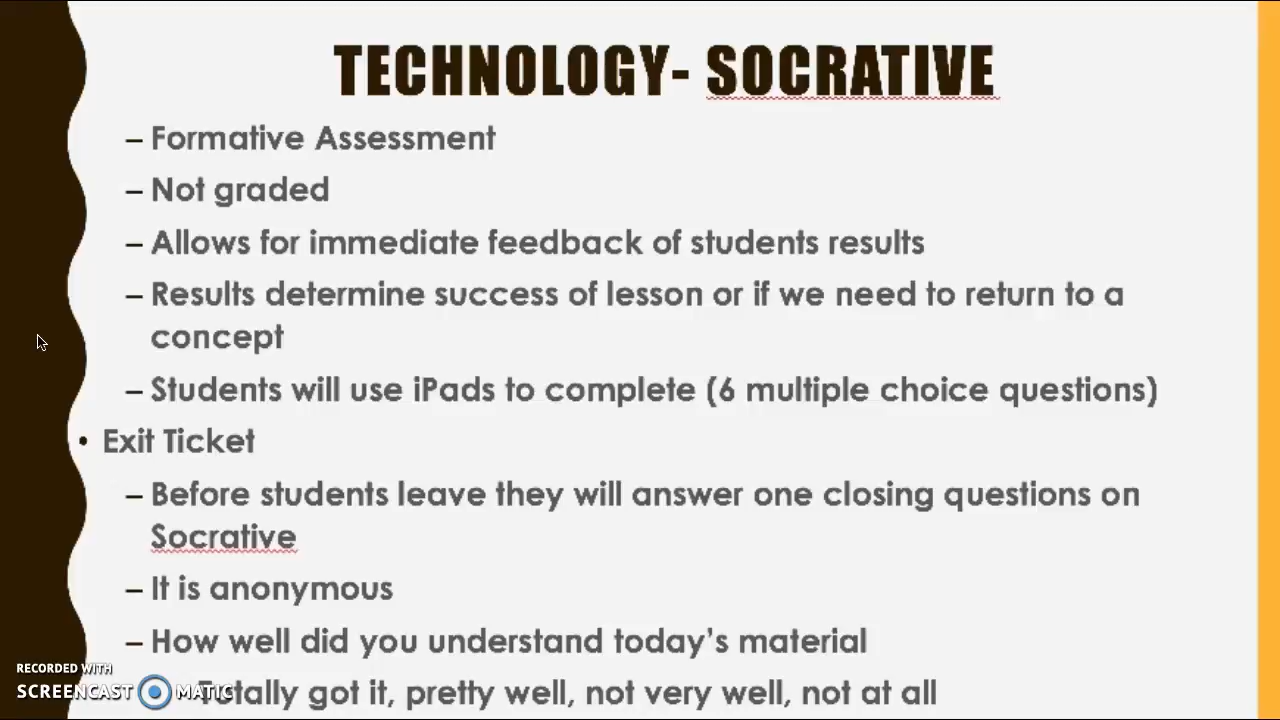 TECHNOLOGY- SOCRATIVE
– Formative Assessment
– Not graded
– Allows for immediate feedback of students results
– Results determine success of lesson or if we need to return to a
concept
– Students will use iPads to complete (6 multiple choice questions)
• Exit Ticket
– Before students leave they will answer one closing questions on
Socrative
– It is anonymous
– How well did you understand today’s material
Totally got it, pretty well, not very well, not at all
RECORDED WITH
SCREENCAST MATIC